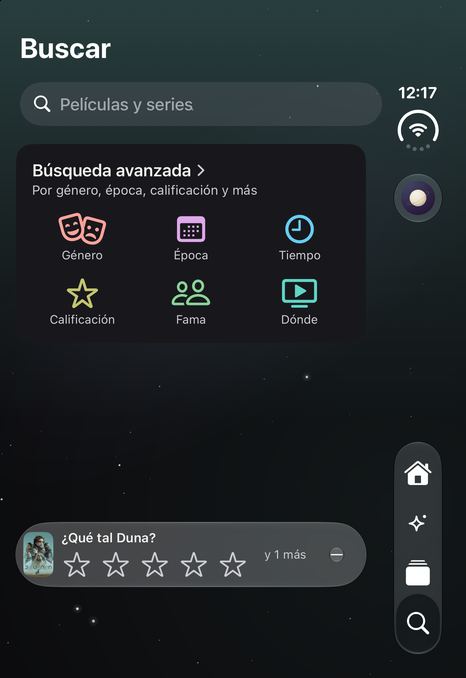 Buscar
Películas y series
12:17
Búsqueda avanzada
Por género, época, calificación y más
Género
Época
Tiempo
Calificación
Fama
Dónde
¿Qué tal Duna?
y 1 más